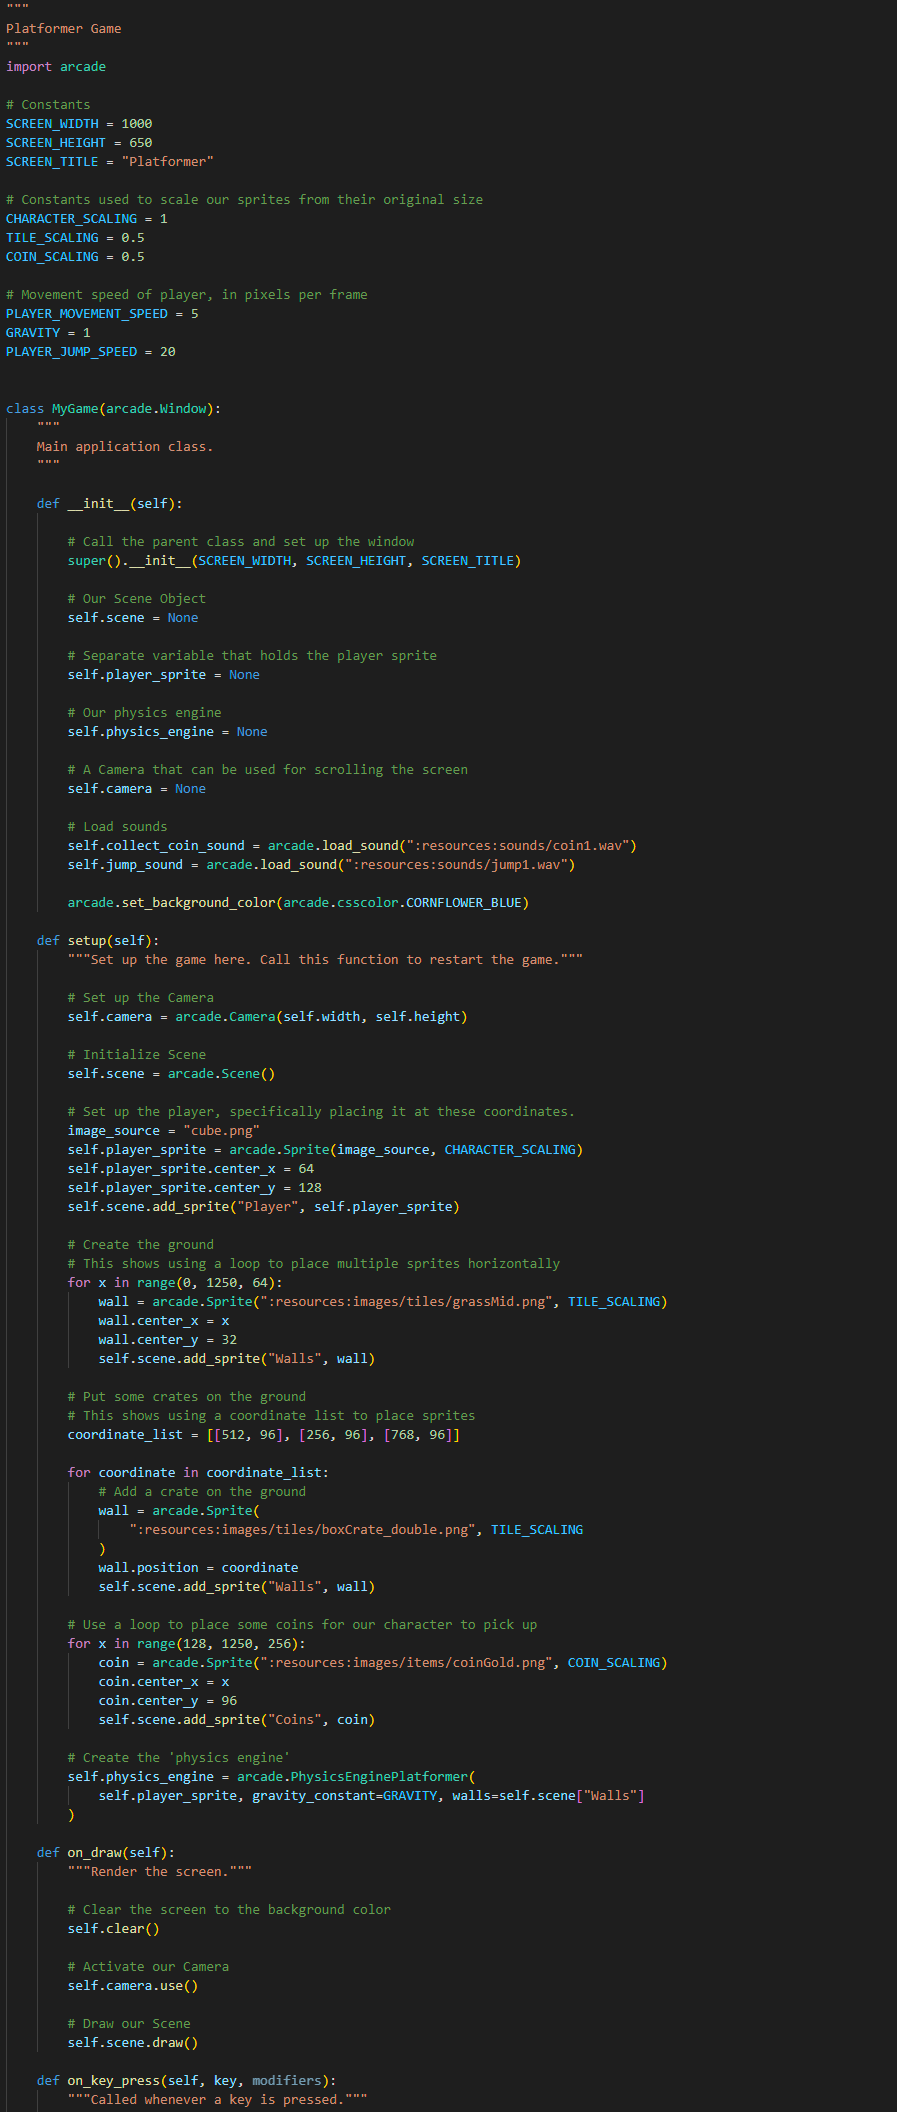 """
Platformer Game
"""
import arcade

# Constants
SCREEN_WIDTH = 1000
SCREEN_HEIGHT = 650
SCREEN_TITLE = "Platformer"

# Constants used to scale our sprites from their original size
CHARACTER_SCALING = 1
TILE_SCALING = 0.5
COIN_SCALING = 0.5

# Movement speed of player, in pixels per frame
PLAYER_MOVEMENT_SPEED = 5
GRAVITY = 1
PLAYER_JUMP_SPEED = 20


class MyGame(arcade.Window):
    """
    Main application class.
    """

    def __init__(self):

        # Call the parent class and set up the window
        super().__init__(SCREEN_WIDTH, SCREEN_HEIGHT, SCREEN_TITLE)

        # Our Scene Object
        self.scene = None

        # Separate variable that holds the player sprite
        self.player_sprite = None

        # Our physics engine
        self.physics_engine = None

        # A Camera that can be used for scrolling the screen
        self.camera = None

        # Load sounds
        self.collect_coin_sound = arcade.load_sound(":resources:sounds/coin1.wav")
        self.jump_sound = arcade.load_sound(":resources:sounds/jump1.wav")

        arcade.set_background_color(arcade.csscolor.CORNFLOWER_BLUE)

    def setup(self):
        """Set up the game here. Call this function to restart the game."""

        # Set up the Camera
        self.camera = arcade.Camera(self.width, self.height)

        # Initialize Scene
        self.scene = arcade.Scene()

        # Set up the player, specifically placing it at these coordinates.
        image_source = "cube.png"
        self.player_sprite = arcade.Sprite(image_source, CHARACTER_SCALING)
        self.player_sprite.center_x = 64
        self.player_sprite.center_y = 128
        self.scene.add_sprite("Player", self.player_sprite)

        # Create the ground
        # This shows using a loop to place multiple sprites horizontally
        for x in range(0, 1250, 64):
            wall = arcade.Sprite(":resources:images/tiles/grassMid.png", TILE_SCALING)
            wall.center_x = x
            wall.center_y = 32
            self.scene.add_sprite("Walls", wall)

        # Put some crates on the ground
        # This shows using a coordinate list to place sprites
        coordinate_list = [[512, 96], [256, 96], [768, 96]]

        for coordinate in coordinate_list:
            # Add a crate on the ground
            wall = arcade.Sprite(
                ":resources:images/tiles/boxCrate_double.png", TILE_SCALING
            )
            wall.position = coordinate
            self.scene.add_sprite("Walls", wall)

        # Use a loop to place some coins for our character to pick up
        for x in range(128, 1250, 256):
            coin = arcade.Sprite(":resources:images/items/coinGold.png", COIN_SCALING)
            coin.center_x = x
            coin.center_y = 96
            self.scene.add_sprite("Coins", coin)

        # Create the 'physics engine'
        self.physics_engine = arcade.PhysicsEnginePlatformer(
            self.player_sprite, gravity_constant=GRAVITY, walls=self.scene["Walls"]
        )

    def on_draw(self):
        """Render the screen."""

        # Clear the screen to the background color
        self.clear()

        # Activate our Camera
        self.camera.use()

        # Draw our Scene
        self.scene.draw()

    def on_key_press(self, key, modifiers):
        """Called whenever a key is pressed."""